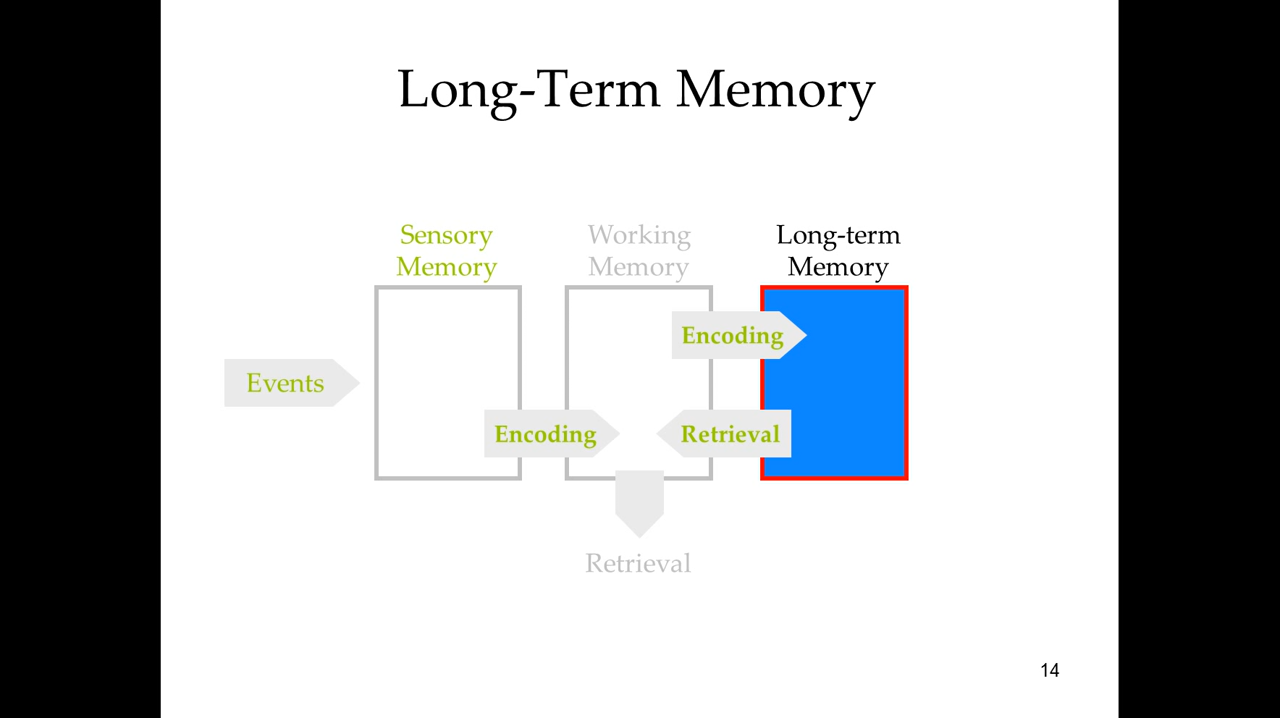 Long-Term Memory
Sensory
Memory
Working
Memory
Long-term
Memory
Encoding
Events
Encoding
Retrieval
Retrieval
14